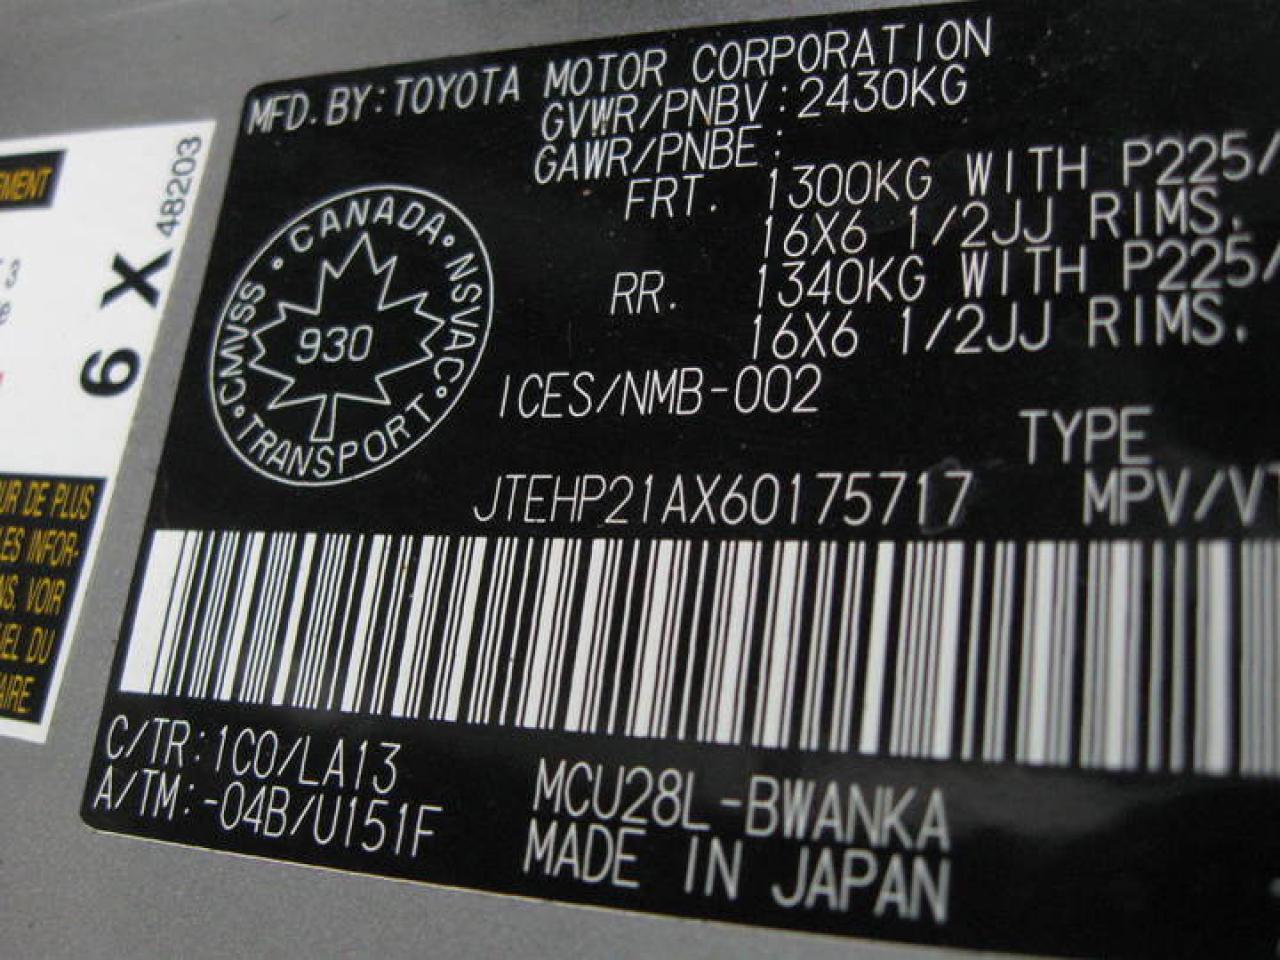 MFD. BY: TOYOTA MOTOR CORPORATION
GVWR/PNBV: 2430KG
GAWR/PNBE:
FRT. 1300KG WITH P225/
16X6 1/2JJ RIMS.
RR. 1340KG WITH P225/
16X6 1/2JJ RIMS.
CANADA • NSVAC • TRANSPORT • CMVSS •
930
ICES/NMB-002
TYPE
JTEHP21AX60175717 MPV/VT
C/TR: 1C0/LA13
A/TM: -04B/U151F
MCU28L-BWANKA
MADE IN JAPAN
EMENT
48203
6 X
3
UR DE PLUS
LES INFOR-
NS, VOIR
UEL DU
AIRE